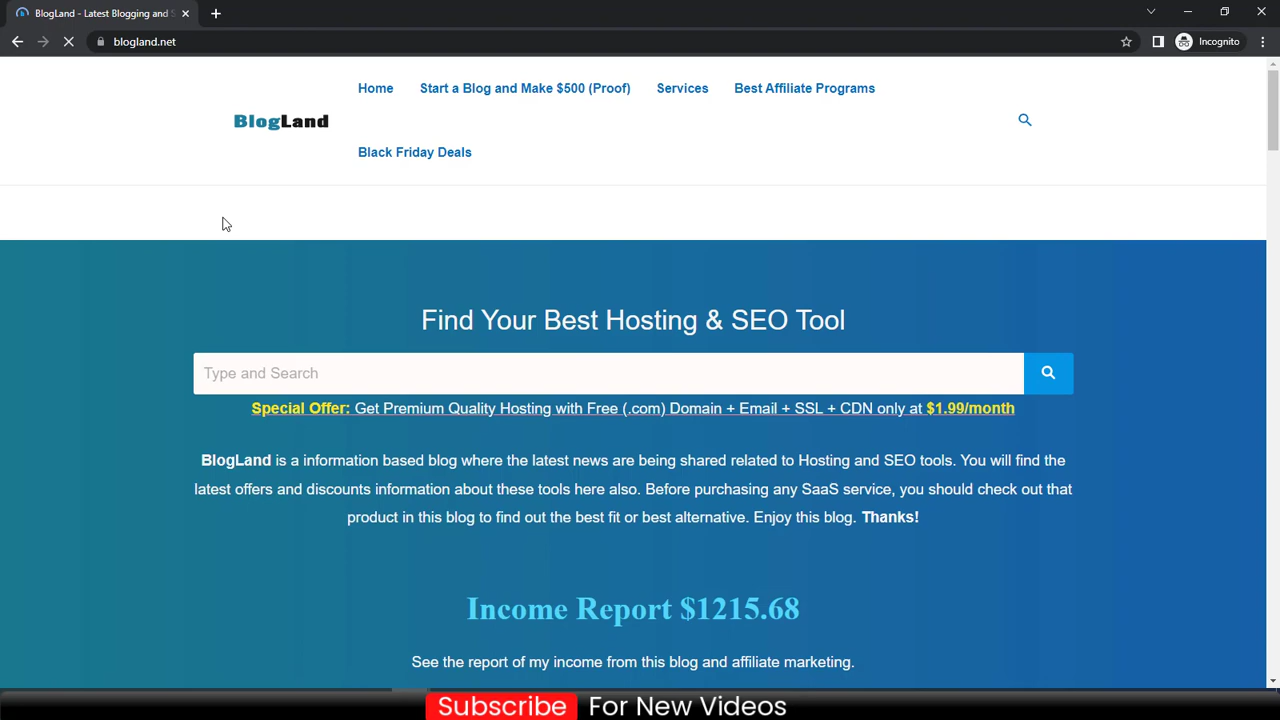 BlogLand - Latest Blogging and S
blogland.net
Incognito
Home
Start a Blog and Make $500 (Proof)
Services
Best Affiliate Programs
BlogLand
Black Friday Deals
Find Your Best Hosting & SEO Tool
Type and Search
Special Offer: Get Premium Quality Hosting with Free (.com) Domain + Email + SSL + CDN only at $1.99/month
BlogLand is a information based blog where the latest news are being shared related to Hosting and SEO tools. You will find the
latest offers and discounts information about these tools here also. Before purchasing any SaaS service, you should check out that
product in this blog to find out the best fit or best alternative. Enjoy this blog. Thanks!
Income Report $1215.68
See the report of my income from this blog and affiliate marketing.
Subscribe For New Videos